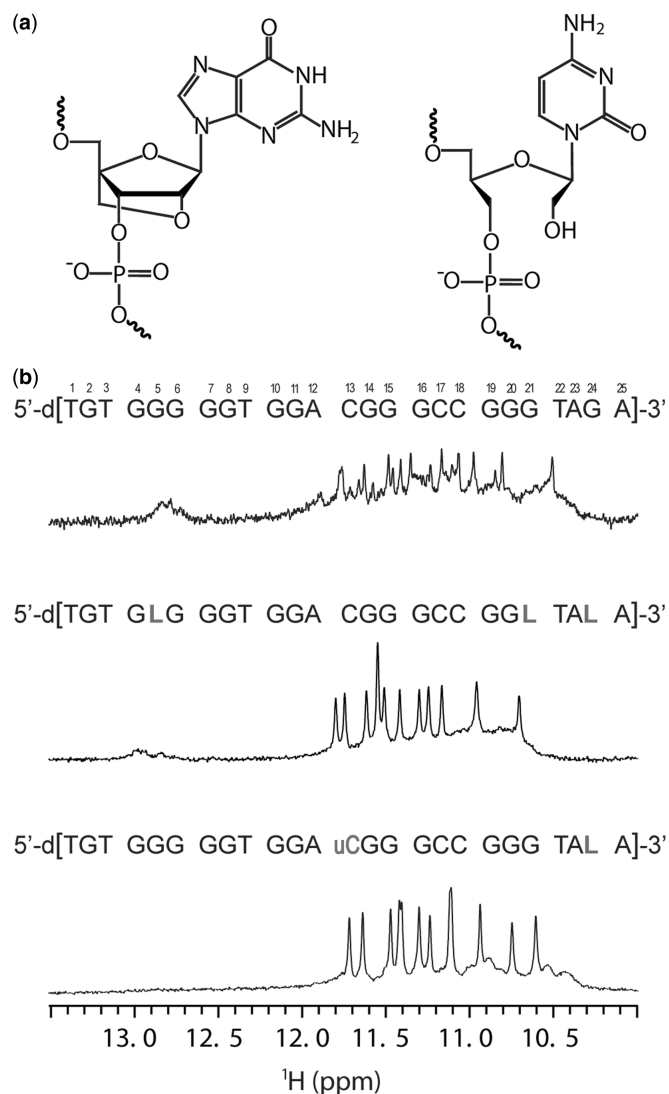 (a)
NH₂
O
N NH N
N N NH₂ N O
O O O O
O OH
O O
⁻O P O ⁻O P O
O O
(b)
1 2 3 4 5 6 7 8 9 10 11 12 13 14 15 16 17 18 19 20 21 22 23 24 25
5’-d[TGT GGG GGT GGA CGG GCC GGG TAG A]-3’
5’-d[TGT GLG GGT GGA CGG GCC GGL TAL A]-3’
5’-d[TGT GGG GGT GGA uCGG GCC GGG TAL A]-3’
13.0 12.5 12.0 11.5 11.0 10.5
¹H (ppm)